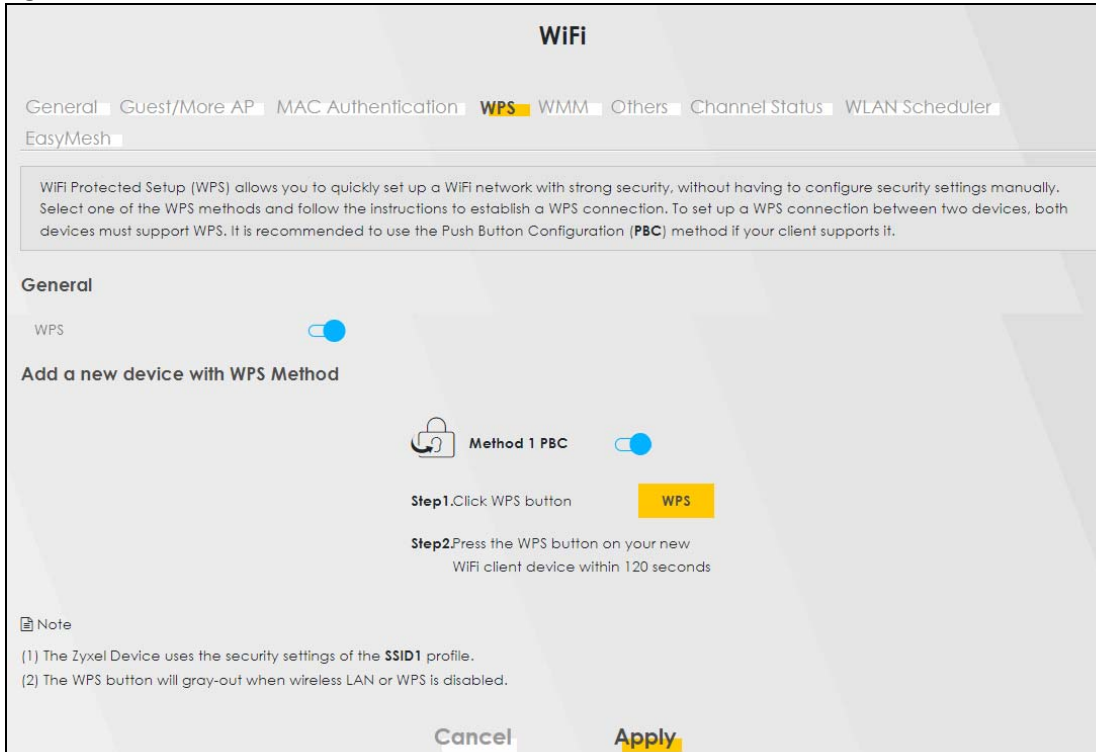 WiFi
General Guest/More AP MAC Authentication WPS WMM Others Channel Status WLAN Scheduler
EasyMesh
WiFi Protected Setup (WPS) allows you to quickly set up a WiFi network with strong security, without having to configure security settings manually.
Select one of the WPS methods and follow the instructions to establish a WPS connection. To set up a WPS connection between two devices, both
devices must support WPS. It is recommended to use the Push Button Configuration (PBC) method if your client supports it.
General
WPS
Add a new device with WPS Method
Method 1 PBC
Step1.Click WPS button WPS
Step2.Press the WPS button on your new
WiFi client device within 120 seconds
Note
(1) The Zyxel Device uses the security settings of the SSID1 profile.
(2) The WPS button will gray-out when wireless LAN or WPS is disabled.
Cancel Apply